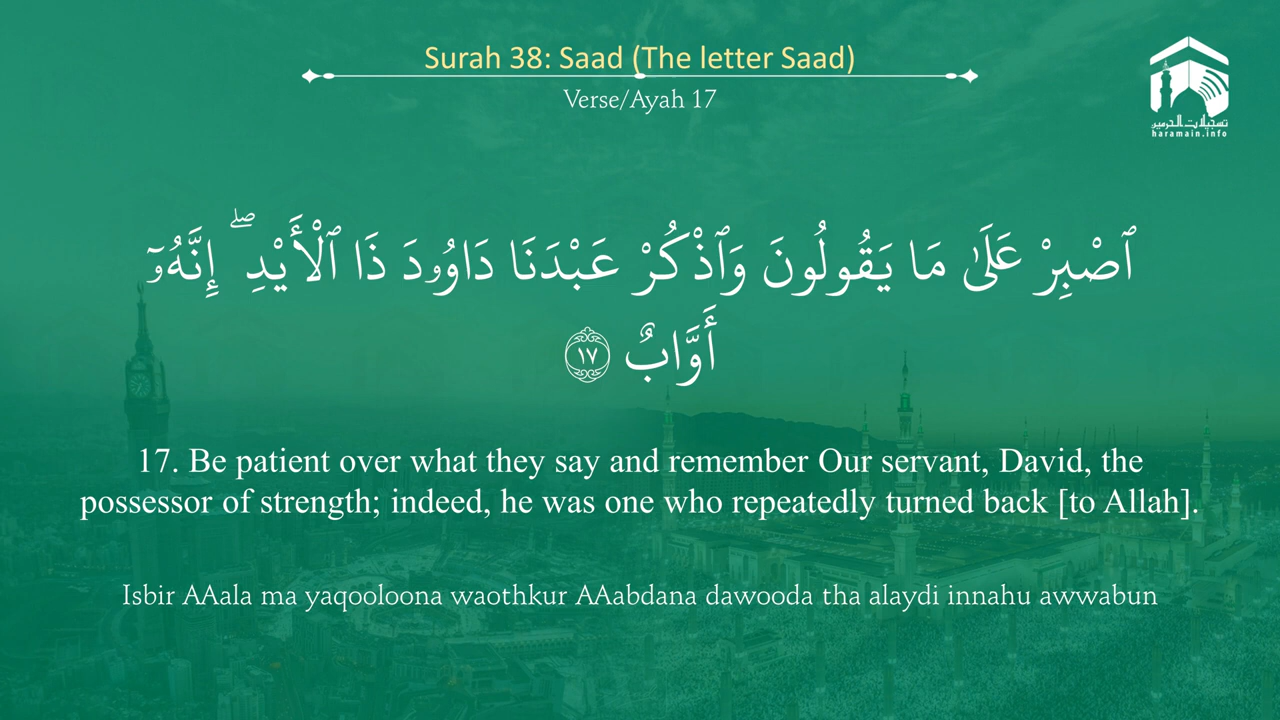 Surah 38: Saad (The letter Saad)
Verse/Ayah 17
تسجيلات الحرمين
haramain.info
ٱصْبِرْ عَلَىٰ مَا يَقُولُونَ وَٱذْكُرْ عَبْدَنَا دَاوُۥدَ ذَا ٱلْأَيْدِ ۖ إِنَّهُۥٓ
أَوَّابٌ ١٧
17. Be patient over what they say and remember Our servant, David, the
possessor of strength; indeed, he was one who repeatedly turned back [to Allah].
Isbir AAala ma yaqooloona waothkur AAabdana dawooda tha alaydi innahu awwabun